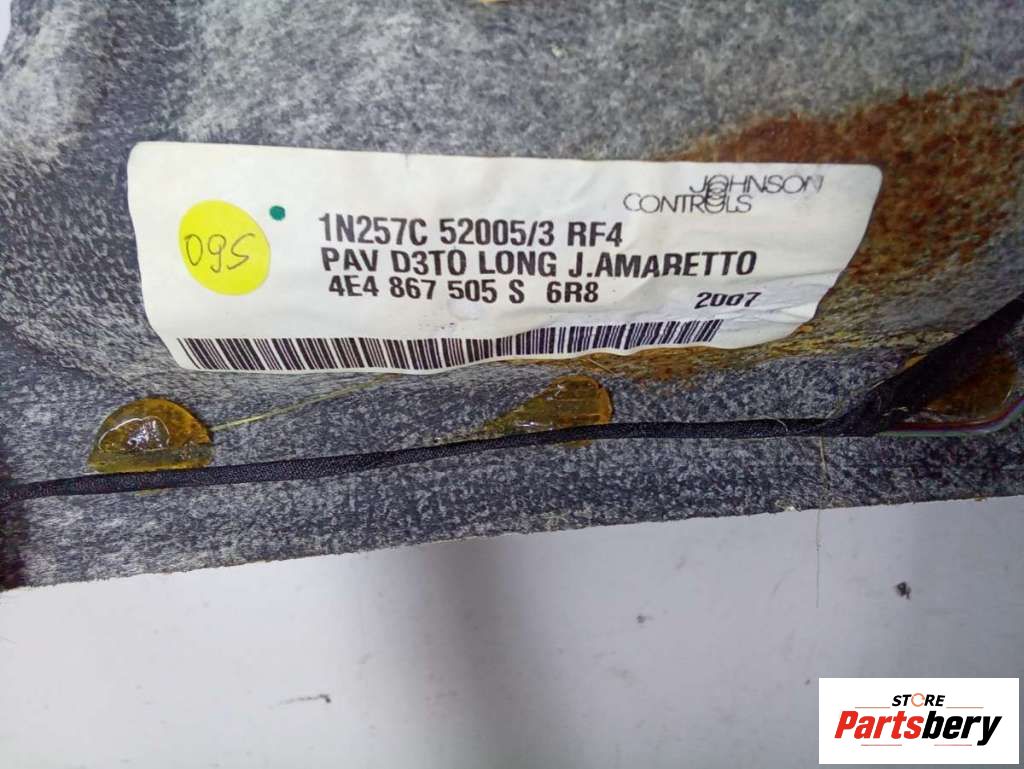 JOHNSON
CONTROLS
095
1N257C 52005/3 RF4
PAV D3TO LONG J.AMARETTO
4E4 867 505 S 6R8 2007
STORE
Partsbery